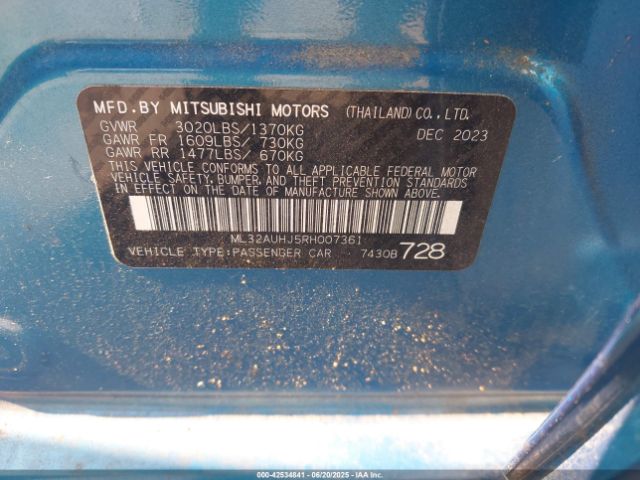 MFD. BY MITSUBISHI MOTORS (THAILAND) CO., LTD.
GVWR 3020LBS/1370KG DEC 2023
GAWR FR 1609LBS/ 730KG
GAWR RR 1477LBS/ 670KG
THIS VEHICLE CONFORMS TO ALL APPLICABLE FEDERAL MOTOR
VEHICLE SAFETY, BUMPER, AND THEFT PREVENTION STANDARDS
IN EFFECT ON THE DATE OF MANUFACTURE SHOWN ABOVE.
ML32AUHJ5RH007361
VEHICLE TYPE:PASSENGER CAR 7430B 728
000-42534841 - 06/20/2025 - IAA Inc.